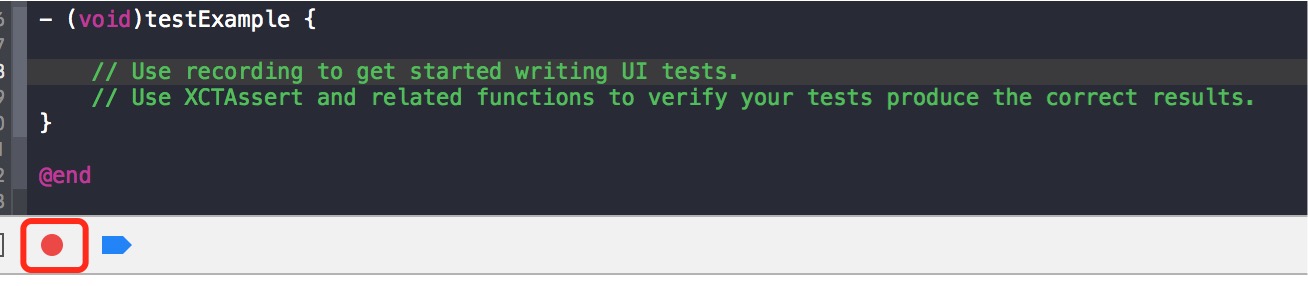 - (void)testExample {
// Use recording to get started writing UI tests.
// Use XCTAssert and related functions to verify your tests produce the correct results.
}
@end